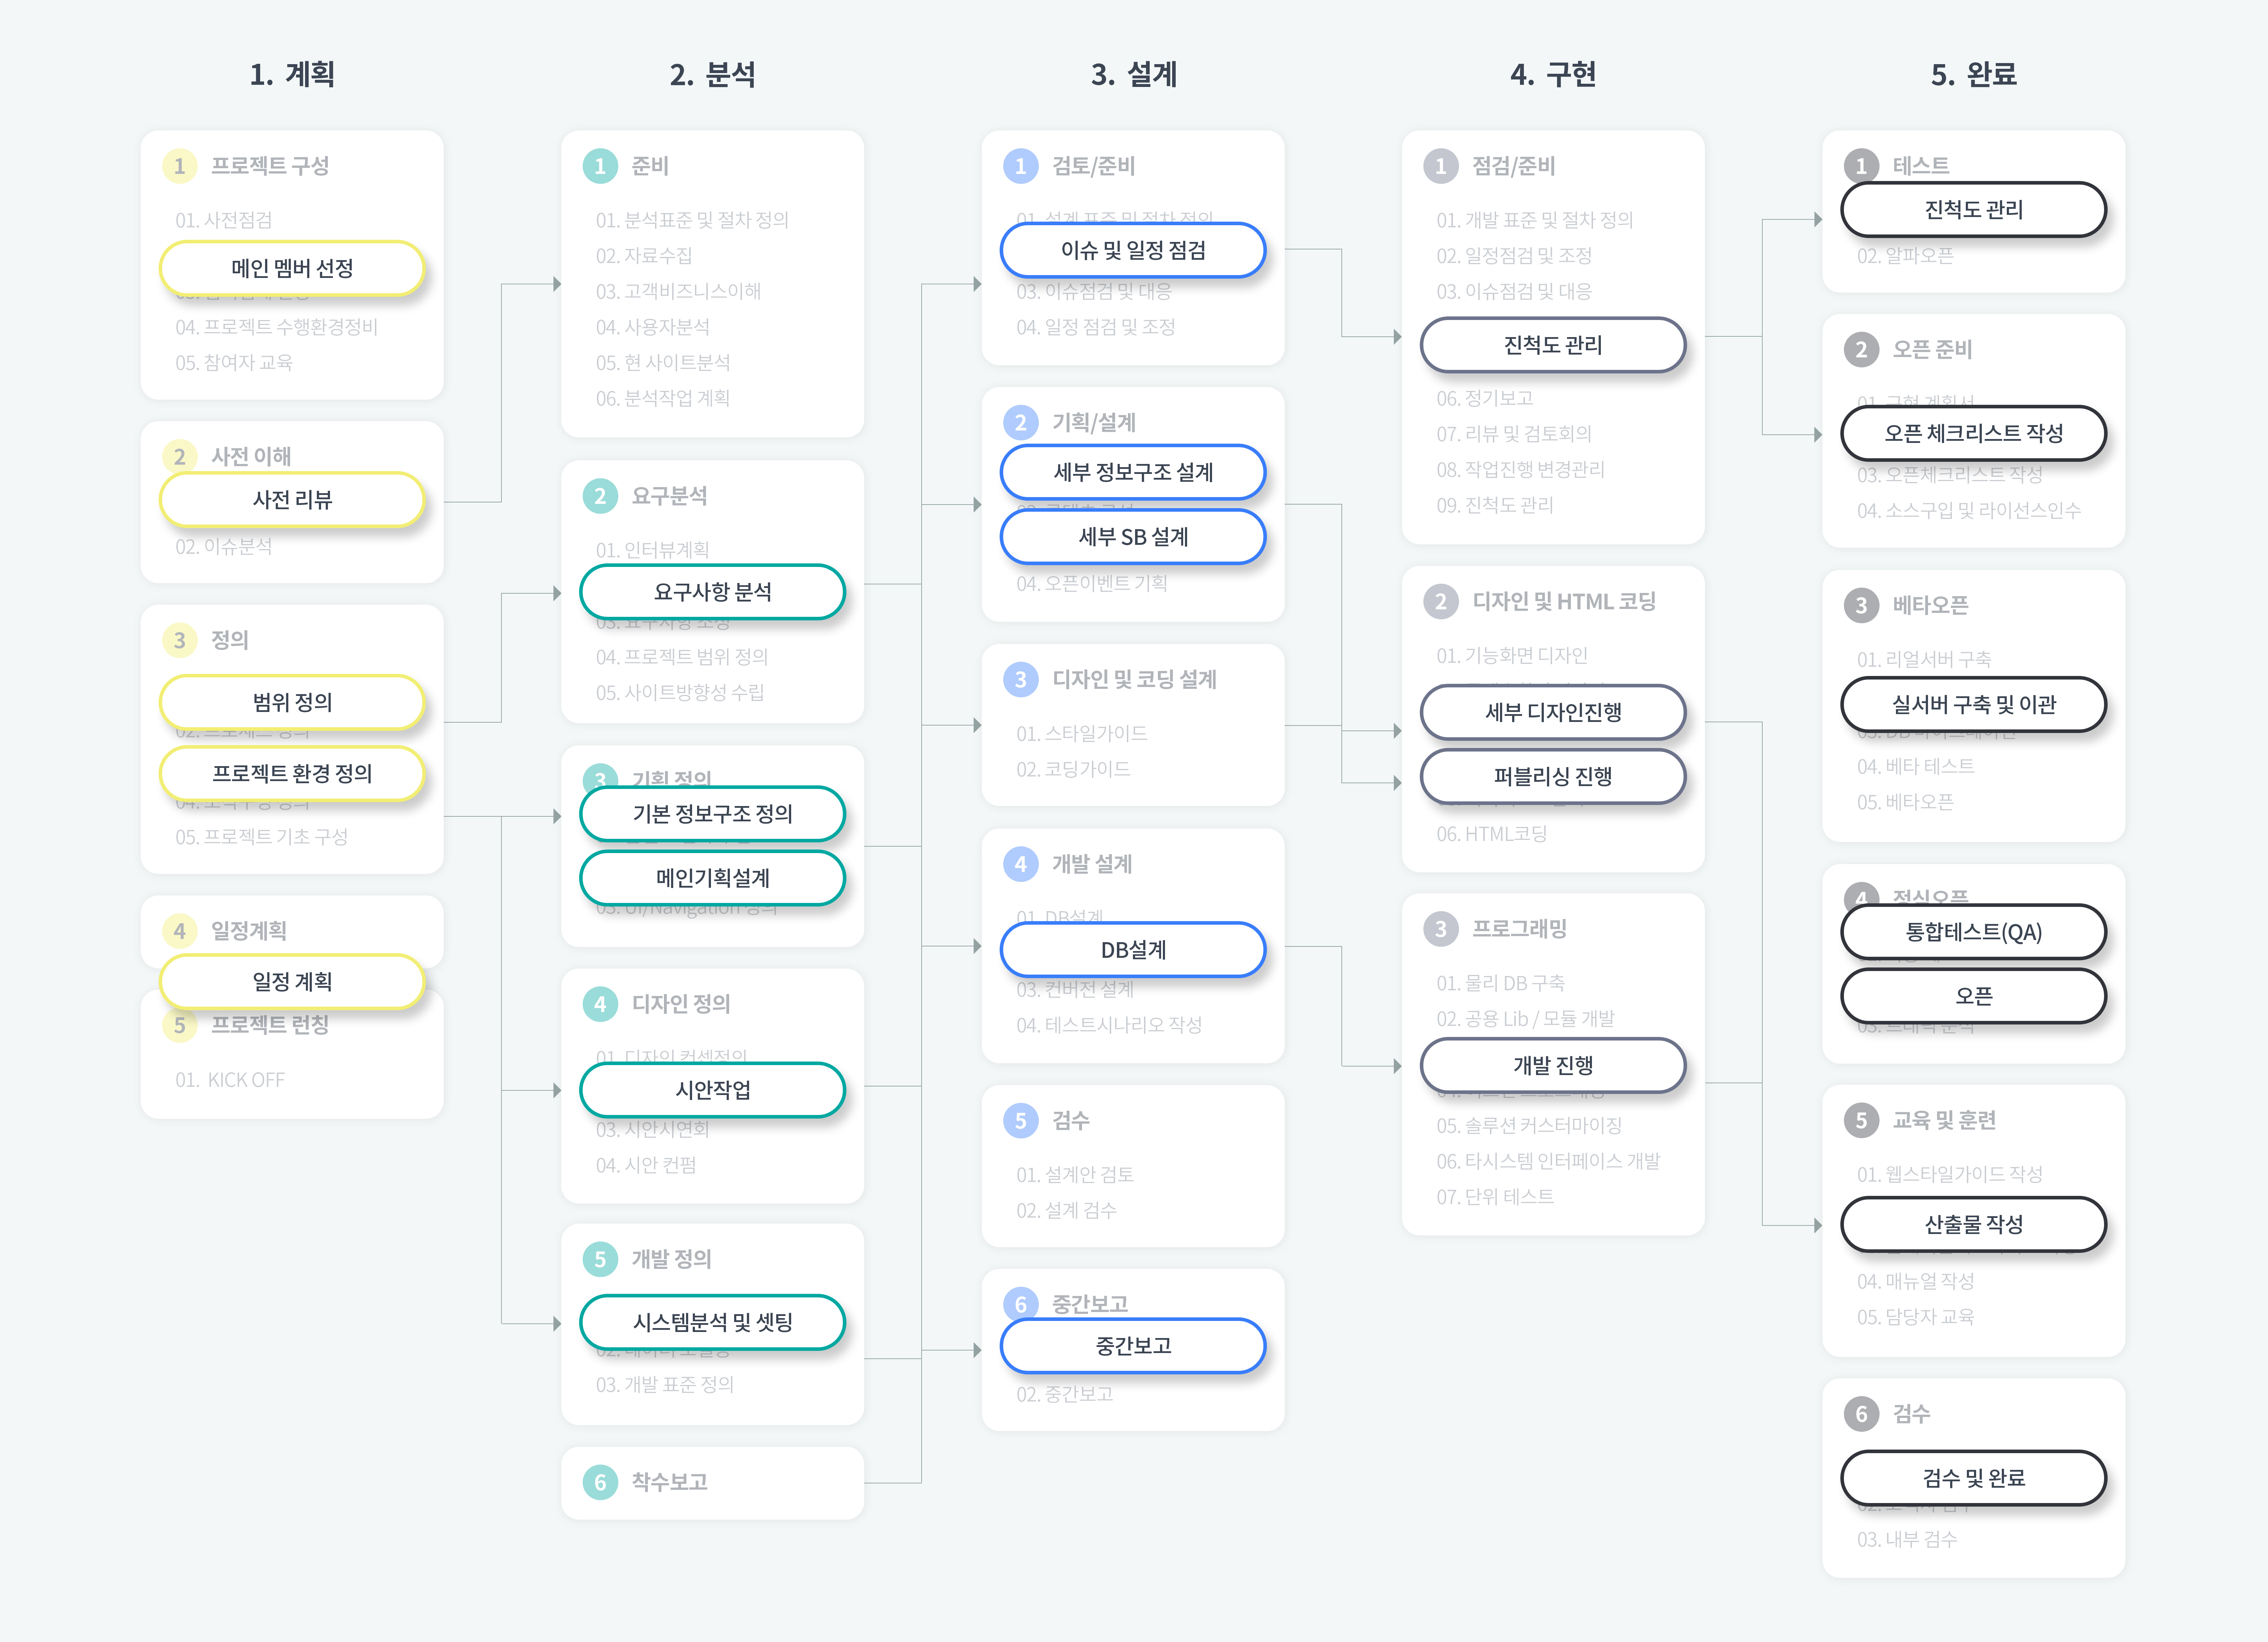 1. 계획
1 프로젝트 구성
01. 사전점검
메인 멤버 선정
04. 프로젝트 수행환경정비
05. 참여자 교육
2 사전 이해
사전 리뷰
02. 이슈분석
3 정의
범위 정의
프로젝트 환경 정의
05. 프로젝트 기초 구성
4 일정계획
일정 계획
5 프로젝트 런칭
01. KICK OFF
2. 분석
1 준비
01. 분석표준 및 절차 정의
02. 자료수집
03. 고객비즈니스이해
04. 사용자분석
05. 현 사이트분석
06. 분석작업 계획
2 요구분석
01. 인터뷰계획
요구사항 분석
03. 요구사항 조정
04. 프로젝트 범위 정의
05. 사이트방향성 수립
3 기획 정의
기본 정보구조 정의
메인기획설계
03. UI/Navigation 정의
4 디자인 정의
01. 디자인 컨셉정의
시안작업
03. 시안시연회
04. 시안 컨펌
5 개발 정의
시스템분석 및 셋팅
03. 개발 표준 정의
6 착수보고
3. 설계
1 검토/준비
01. 설계 표준 및 절차 정의
이슈 및 일정 점검
03. 이슈점검 및 대응
04. 일정 점검 및 조정
2 기획/설계
세부 정보구조 설계
세부 SB 설계
04. 오픈이벤트 기획
3 디자인 및 코딩 설계
01. 스타일가이드
02. 코딩가이드
4 개발 설계
01. DB설계
DB설계
03. 컨버전 설계
04. 테스트시나리오 작성
5 검수
01. 설계안 검토
02. 설계 검수
6 중간보고
중간보고
02. 중간보고
4. 구현
1 점검/준비
01. 개발 표준 및 절차 정의
02. 일정점검 및 조정
03. 이슈점검 및 대응
진척도 관리
06. 정기보고
07. 리뷰 및 검토회의
08. 작업진행 변경관리
09. 진척도 관리
2 디자인 및 HTML 코딩
01. 기능화면 디자인
세부 디자인진행
퍼블리싱 진행
06. HTML코딩
3 프로그래밍
01. 물리 DB 구축
02. 공용 Lib / 모듈 개발
개발 진행
05. 솔루션 커스터마이징
06. 타시스템 인터페이스 개발
07. 단위 테스트
5. 완료
1 테스트
진척도 관리
02. 알파오픈
2 오픈 준비
01. 구현 계획서
오픈 체크리스트 작성
03. 오픈체크리스트 작성
04. 소스구입 및 라이선스인수
3 베타오픈
01. 리얼서버 구축
실서버 구축 및 이관
03. DB 마이그레이션
04. 베타 테스트
05. 베타오픈
4 정식오픈
통합테스트(QA)
오픈
03. 트래픽 분석
5 교육 및 훈련
01. 웹스타일가이드 작성
산출물 작성
04. 매뉴얼 작성
05. 담당자 교육
6 검수
검수 및 완료
03. 내부 검수